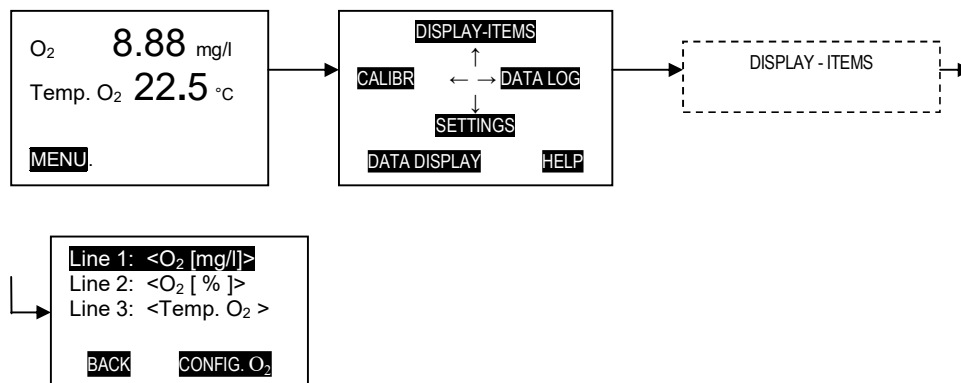 O₂ 8.88 mg/l
Temp. O₂ 22.5 °C
MENU.
DISPLAY-ITEMS
↑
CALIBR ← → DATA LOG
↓
SETTINGS
DATA DISPLAY HELP
DISPLAY - ITEMS
Line 1: <O₂ [mg/l]>
Line 2: <O₂ [ % ]>
Line 3: <Temp. O₂ >
BACK CONFIG. O₂